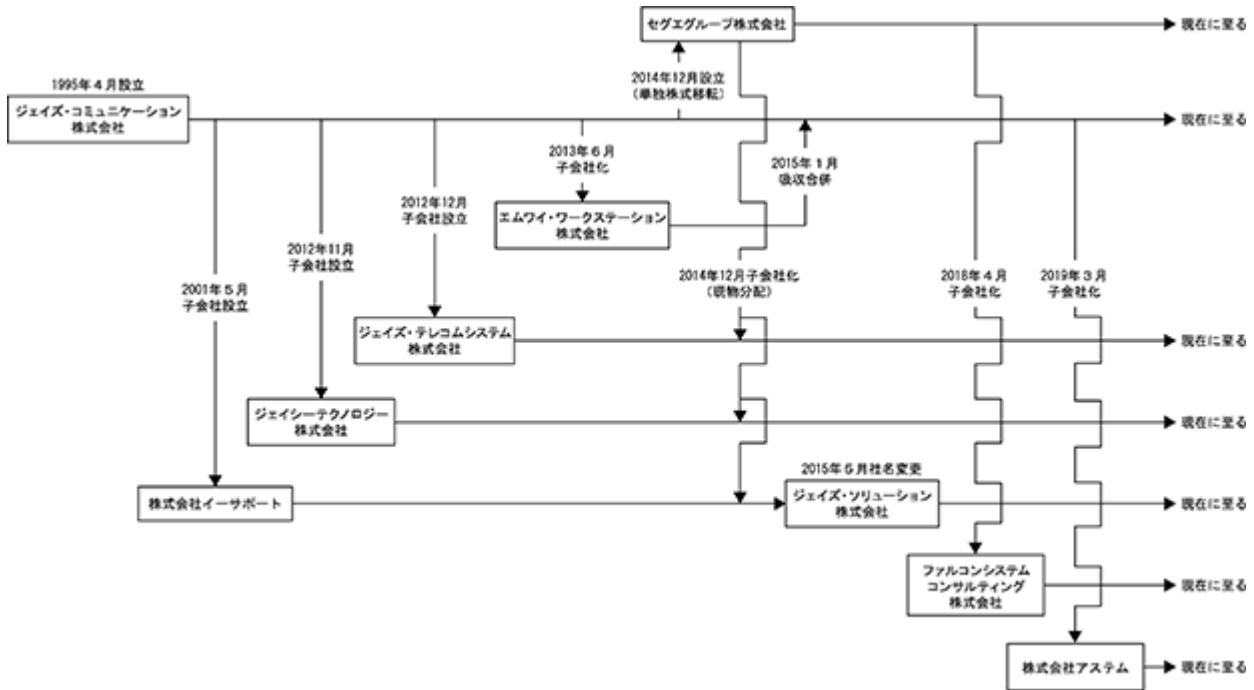 セグエグループ株式会社
現在に至る
1995年4月設立
2014年12月設立
(単独株式移転)
ジェイズ・コミュニケーション
株式会社
現在に至る
2013年6月
子会社化
2015年1月
吸収合併
2012年12月
子会社設立
エムワイ・ワークステーション
株式会社
2012年11月
子会社設立
2001年5月
子会社設立
2014年12月子会社化
(現物分配)
2018年4月
子会社化
2019年3月
子会社化
ジェイズ・テレコムシステム
株式会社
現在に至る
ジェイシーテクノロジー
株式会社
現在に至る
2015年6月社名変更
株式会社イーサポート
ジェイズ・ソリューション
株式会社
現在に至る
ファルコンシステム
コンサルティング
株式会社
現在に至る
株式会社アステム
現在に至る